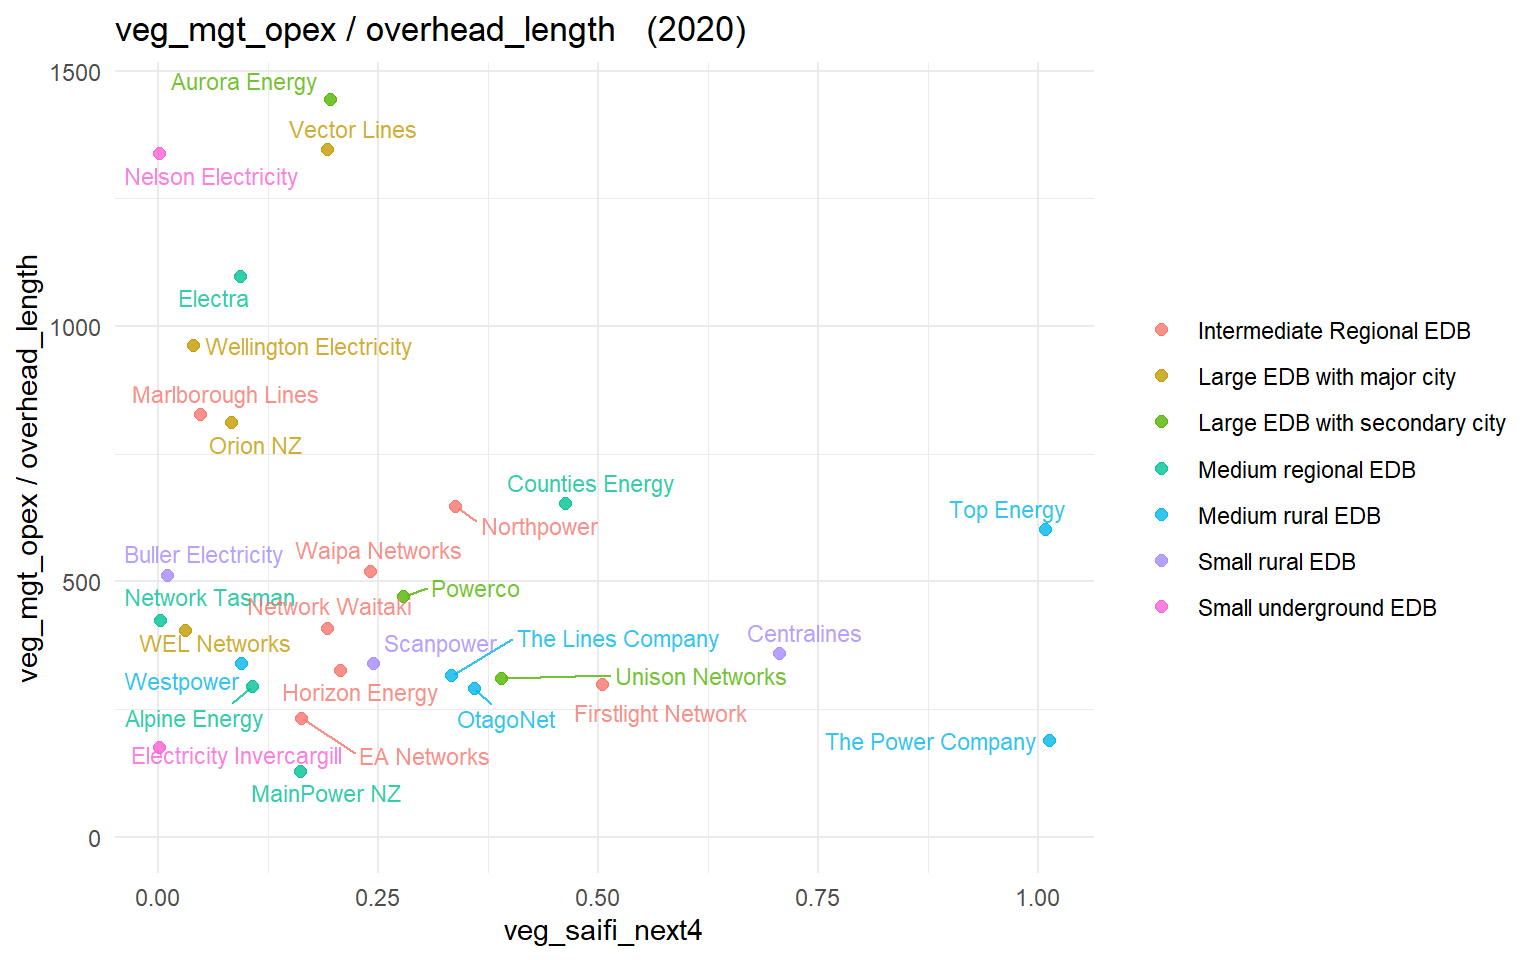 veg_mgt_opex / overhead_length (2020)
veg_mgt_opex / overhead_length
1500
1000
500
0
Aurora Energy
Vector Lines
Nelson Electricity
Electra
Wellington Electricity
Marlborough Lines
Orion NZ
Counties Energy
Top Energy
Northpower
Waipa Networks
Buller Electricity
Powerco
Network Tasman
Network Waitaki
Centralines
The Lines Company
WEL Networks
Scanpower
Unison Networks
Westpower
Horizon Energy
Firstlight Network
Alpine Energy
OtagoNet
The Power Company
Electricity Invercargill
EA Networks
MainPower NZ
0.00
0.25
0.50
0.75
1.00
veg_saifi_next4
Intermediate Regional EDB
Large EDB with major city
Large EDB with secondary city
Medium regional EDB
Medium rural EDB
Small rural EDB
Small underground EDB